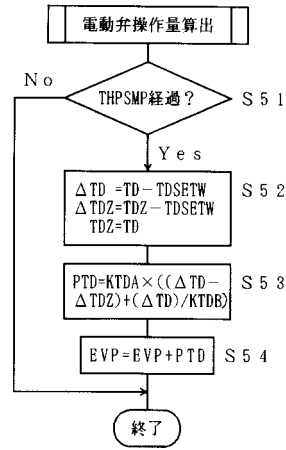 電動弁操作量算出
No
THPSMP経過？ S51
Yes
S52
ΔTD =TD-TDSETW
ΔTDZ=TDZ-TDSETW
TDZ=TD
PTD=KTDA×((ΔTD- S53
ΔTDZ)+(ΔTD)/KTDB)
EVP=EVP+PTD S54
終了